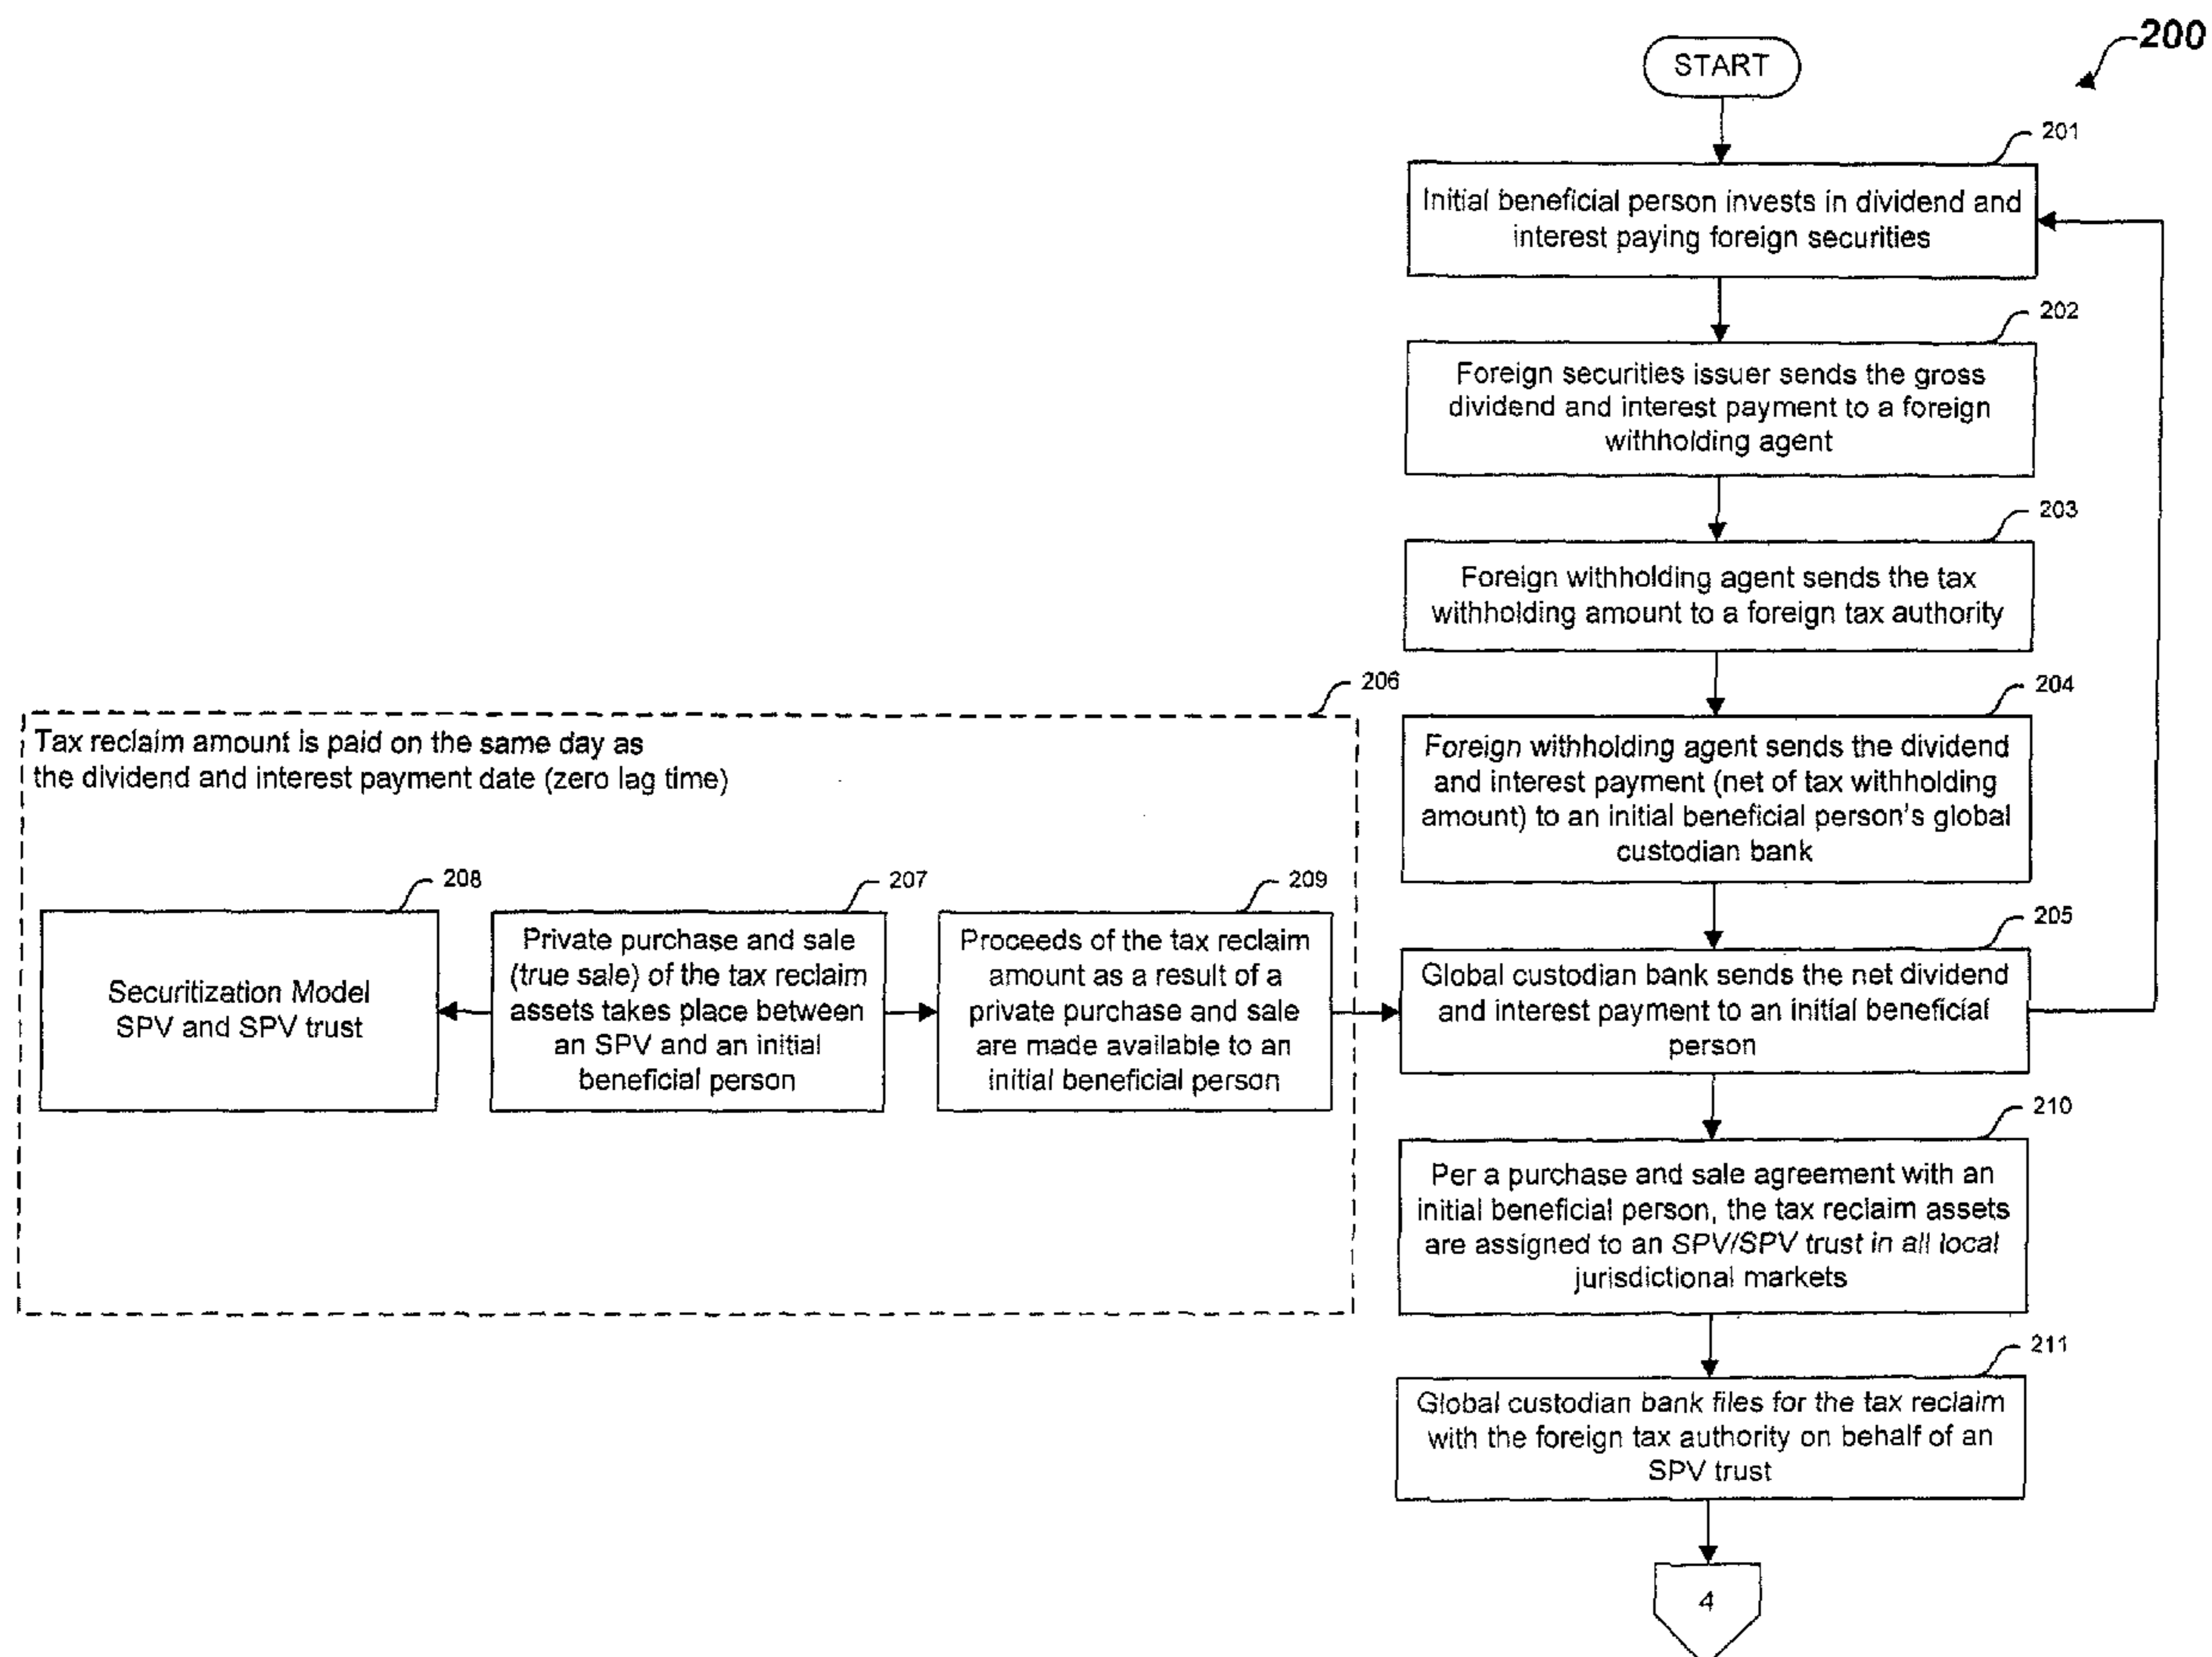 200
START
201
Initial beneficial person invests in dividend and
interest paying foreign securities
202
Foreign securities issuer sends the gross
dividend and interest payment to a foreign
withholding agent
203
Foreign withholding agent sends the tax
withholding amount to a foreign tax authority
204
Foreign withholding agent sends the dividend
and interest payment (net of tax withholding
amount) to an initial beneficial person's global
custodian bank
206
Tax reclaim amount is paid on the same day as
the dividend and interest payment date (zero lag time)
208
Securitization Model
SPV and SPV trust
207
Private purchase and sale
(true sale) of the tax reclaim
assets takes place between
an SPV and an initial
beneficial person
209
Proceeds of the tax reclaim
amount as a result of a
private purchase and sale
are made available to an
initial beneficial person
205
Global custodian bank sends the net dividend
and interest payment to an initial beneficial
person
210
Per a purchase and sale agreement with an
initial beneficial person, the tax reclaim assets
are assigned to an SPV/SPV trust in all local
jurisdictional markets
211
Global custodian bank files for the tax reclaim
with the foreign tax authority on behalf of an
SPV trust
4